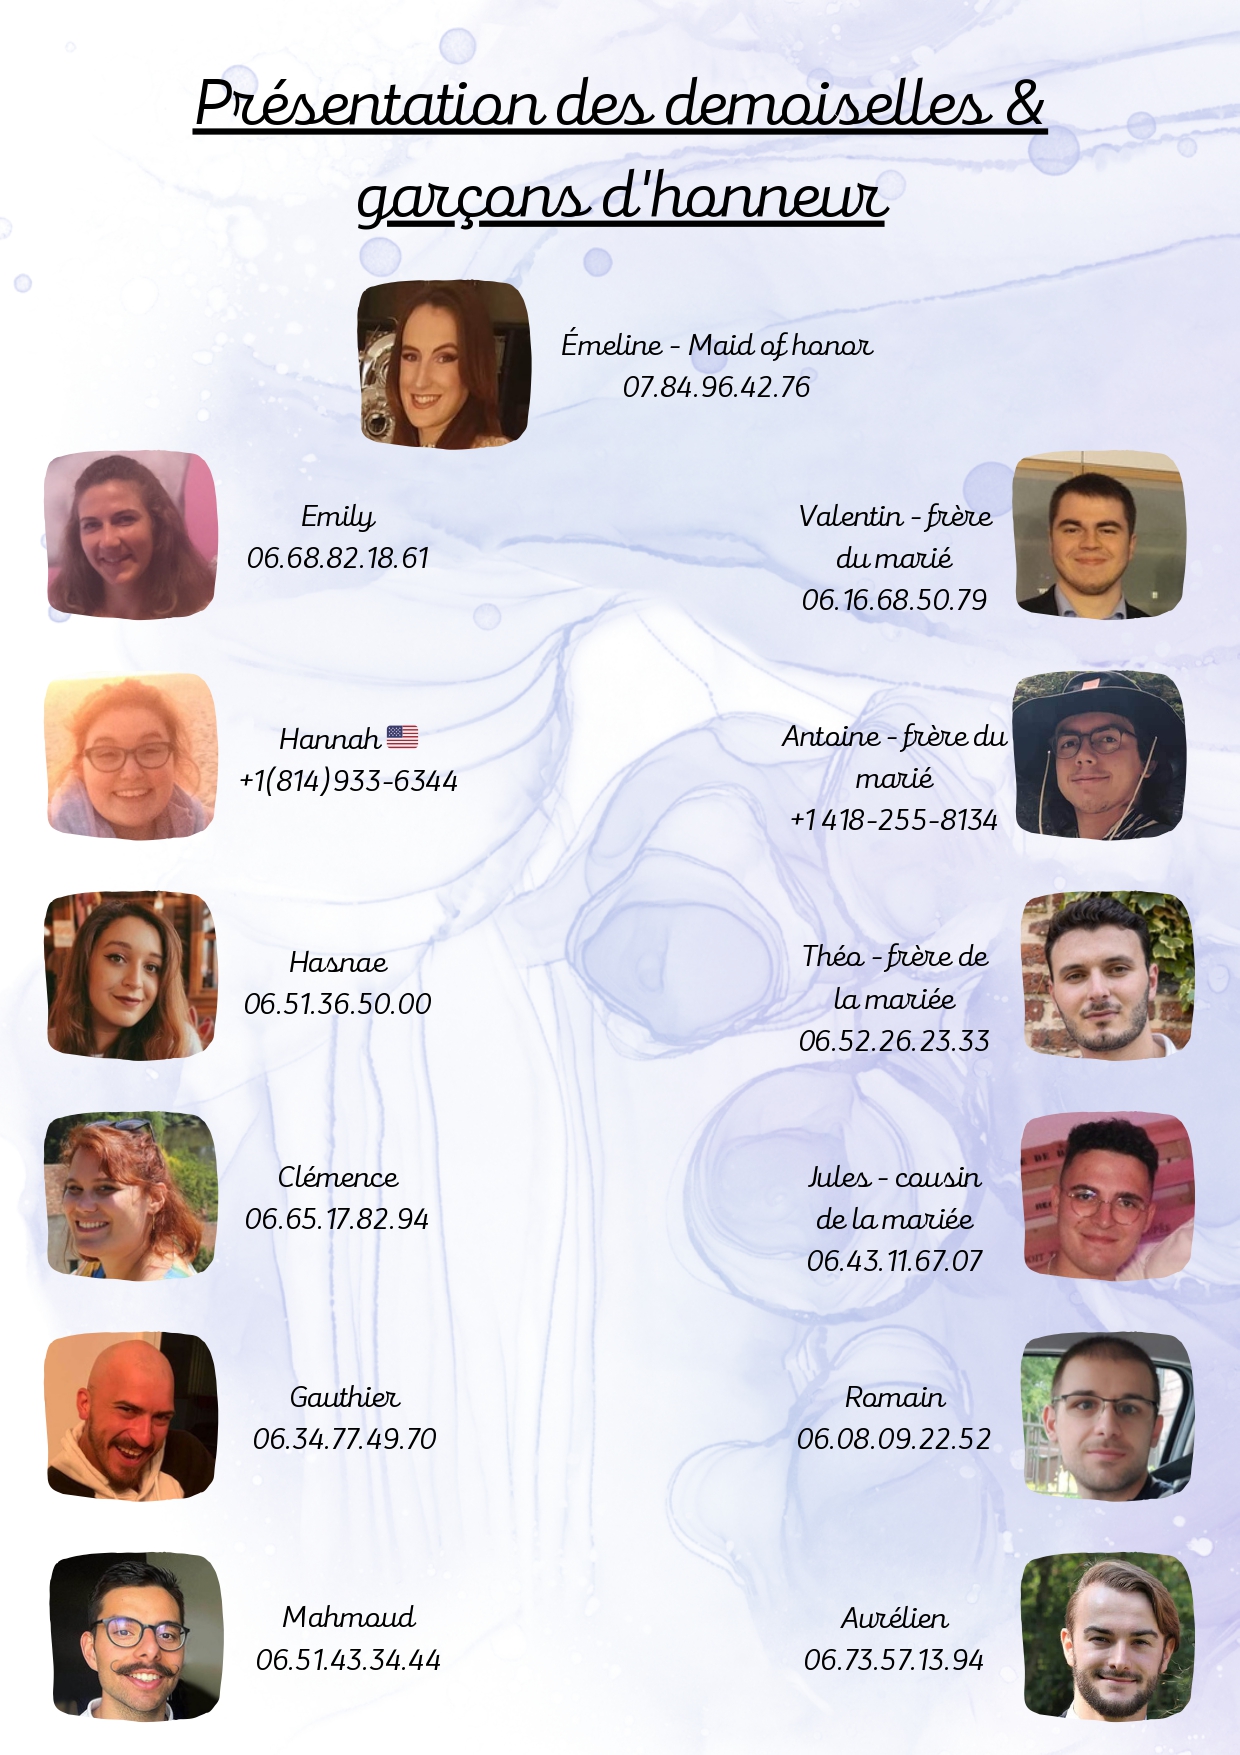 Présentation des demoiselles &
garçons d'honneur
Émeline - Maid of honor
07.84.96.42.76
Emily
06.68.82.18.61
Valentin - frère
du marié
06.16.68.50.79
Hannah 🇺🇸
+1(814)933-6344
Antoine - frère du
marié
+1 418-255-8134
Hasnae
06.51.36.50.00
Théo - frère de
la mariée
06.52.26.23.33
Clémence
06.65.17.82.94
Jules - cousin
de la mariée
06.43.11.67.07
Gauthier
06.34.77.49.70
Romain
06.08.09.22.52
Mahmoud
06.51.43.34.44
Aurélien
06.73.57.13.94